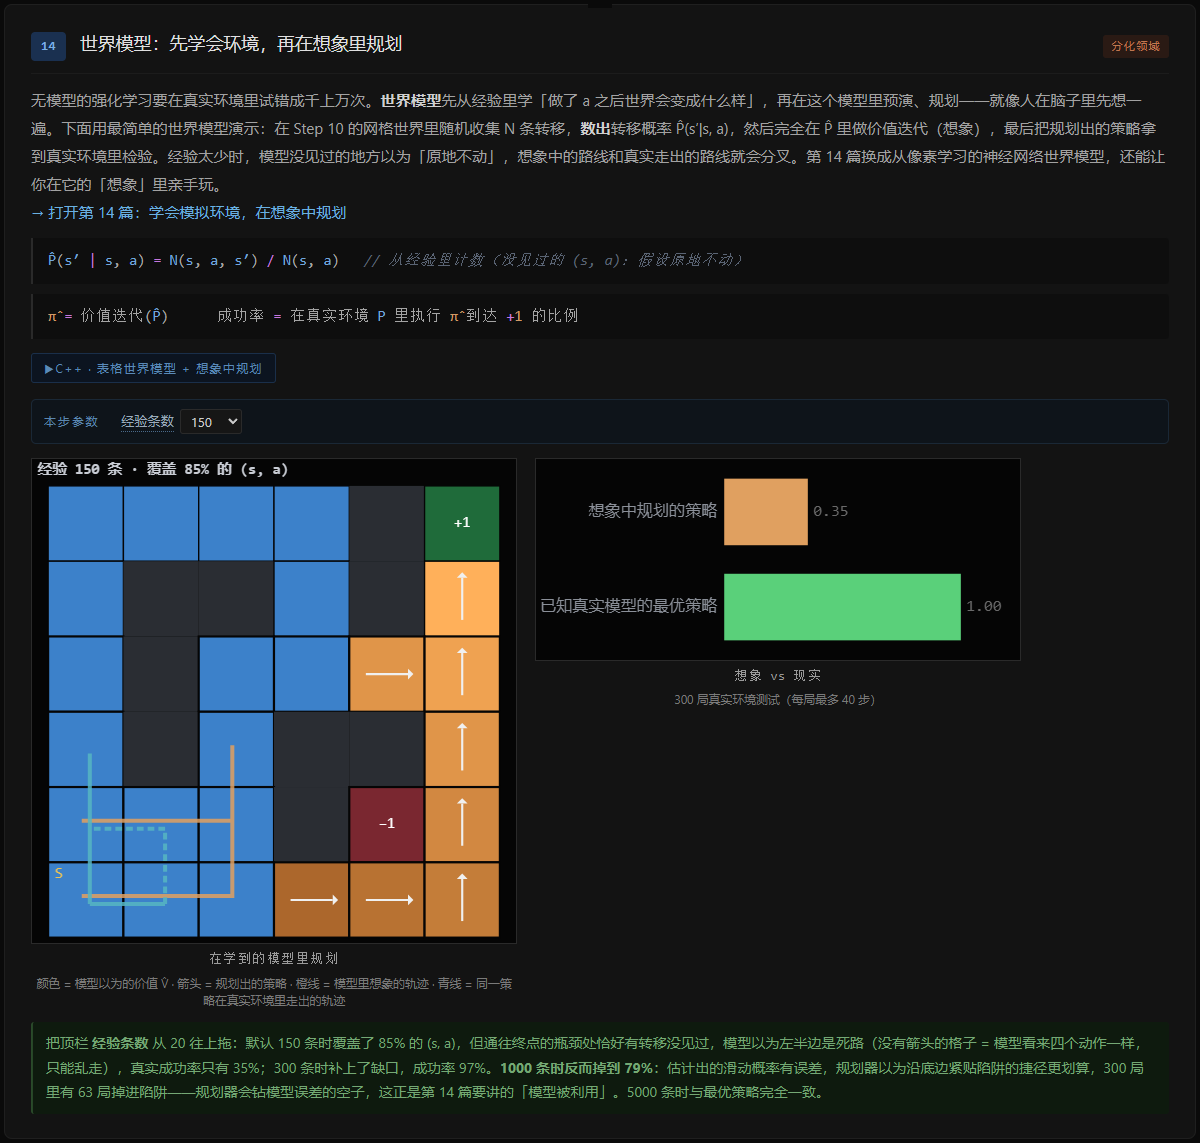 14 世界模型：先学会环境，再在想象里规划 分化领域
无模型的强化学习要在真实环境里试错成千上万次。世界模型先从经验里学「做了 a 之后世界会变成什么样」，再在这个模型里预演、规划——就像人在脑子里先想一
遍。下面用最简单的世界模型演示：在 Step 10 的网格世界里随机收集 N 条转移，数出转移概率 P̂(s'|s, a)，然后完全在 P̂ 里做价值迭代（想象），最后把规划出的策略拿
到真实环境里检验。经验太少时，模型没见过的地方以为「原地不动」，想象中的路线和真实走出的路线就会分叉。第 14 篇换成从像素学习的神经网络世界模型，还能让
你在它的「想象」里亲手玩。
→ 打开第 14 篇：学会模拟环境，在想象中规划
P̂(s′ | s, a) = N(s, a, s′) / N(s, a) // 从经验里计数（没见过的 (s, a)：假设原地不动）
π̂ = 价值迭代(P̂) 成功率 = 在真实环境 P 里执行 π̂ 到达 +1 的比例
▶C++ · 表格世界模型 + 想象中规划
本步参数 经验条数 150
经验 150 条 · 覆盖 85% 的 (s, a)
+1
−1
S
在学到的模型里规划
颜色 = 模型以为的价值 V̂ · 箭头 = 规划出的策略 · 橙线 = 模型里想象的轨迹 · 青线 = 同一策
略在真实环境里走出的轨迹
想象中规划的策略 0.35
已知真实模型的最优策略 1.00
想象 vs 现实
300 局真实环境测试（每局最多 40 步）
把顶栏 经验条数 从 20 往上拖：默认 150 条时覆盖了 85% 的 (s, a)，但通往终点的瓶颈处恰好有转移没见过，模型以为左半边是死路（没有箭头的格子 = 模型看来四个动作一样，
只能乱走），真实成功率只有 35%；300 条时补上了缺口，成功率 97%。1000 条时反而掉到 79%：估计出的滑动概率有误差，规划器以为沿底边紧贴陷阱的捷径更划算，300 局
里有 63 局掉进陷阱——规划器会钻模型误差的空子，这正是第 14 篇要讲的「模型被利用」。5000 条时与最优策略完全一致。